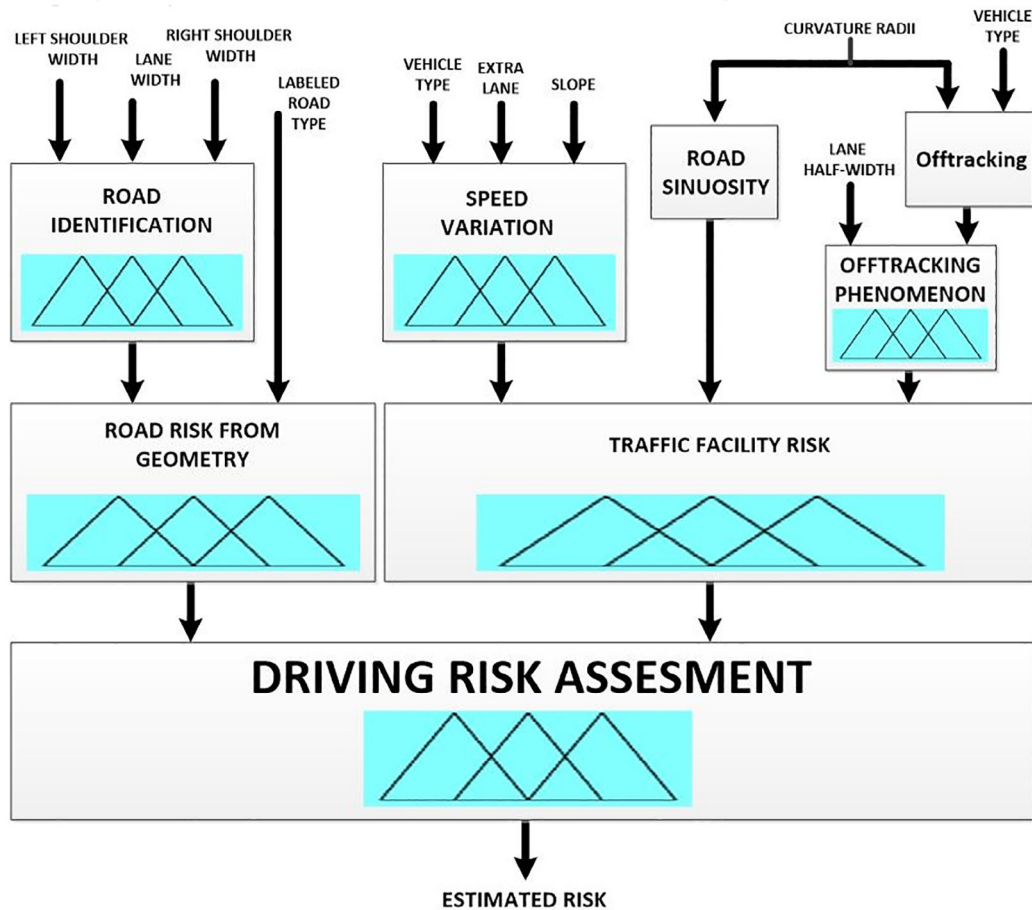 LEFT SHOULDER
WIDTH
LANE
WIDTH
RIGHT SHOULDER
WIDTH
LABELED
ROAD
TYPE
VEHICLE
TYPE
EXTRA
LANE
SLOPE
CURVATURE RADII
VEHICLE
TYPE
ROAD
IDENTIFICATION
SPEED
VARIATION
ROAD
SINUOSITY
LANE
HALF-WIDTH
Offtracking
OFFTRACKING
PHENOMENON
ROAD RISK FROM
GEOMETRY
TRAFFIC FACILITY RISK
DRIVING RISK ASSESMENT
ESTIMATED RISK